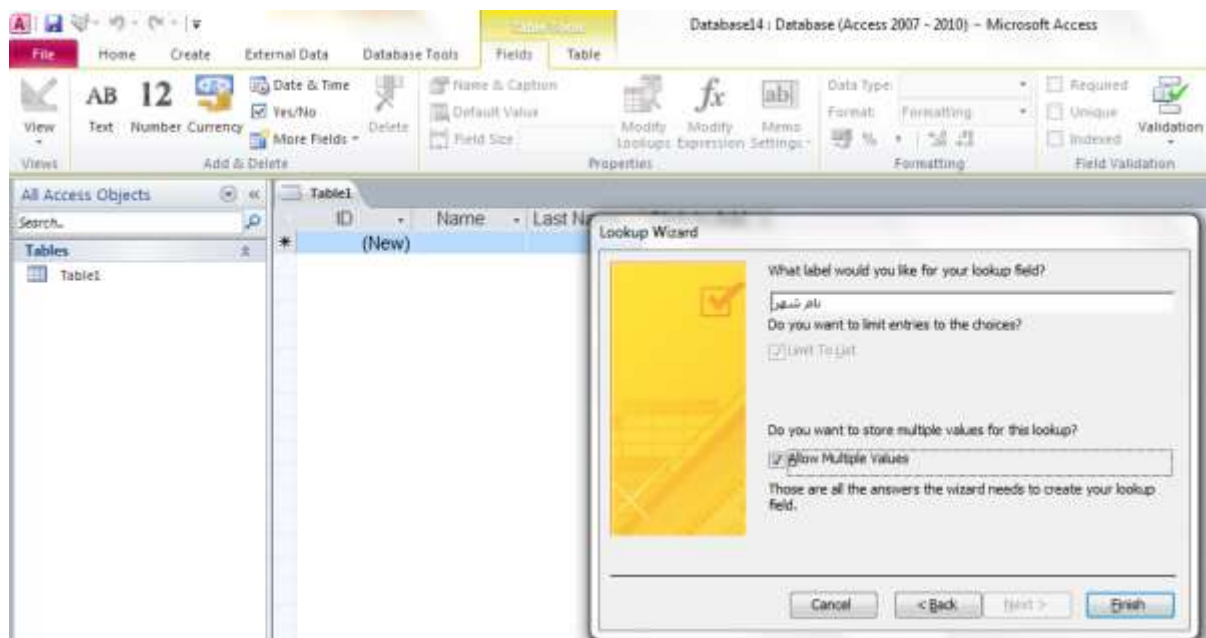 Database14 : Database (Access 2007 - 2010) - Microsoft Access
File Home Create External Data Database Tools Fields Table
AB 12
Date & Time
Yes/No
More Fields
View Text Number Currency Delete
Name & Caption
Default Value
Field Size
Modify Lookups
fx Modify Expression
ab Memo Settings
Data Type:
Format: Formatting
%
Required
Unique
Indexed
Validation
Views Add & Delete Properties Formatting Field Validation
All Access Objects
Search..
Tables
Table1
Table1
ID Name Last
(New)
Lookup Wizard
What label would you like for your lookup field?
نام شهر
Do you want to limit entries to the choices?
Limit To List
Do you want to store multiple values for this lookup?
Allow Multiple Values
Those are all the answers the wizard needs to create your lookup
field.
Cancel < Back Next > Finish